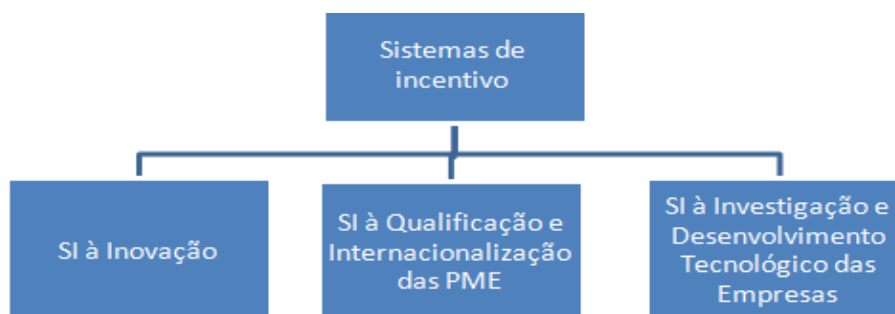 Sistemas de
incentivo
SI à Inovação
SI à Qualificação e
Internacionalização
das PME
SI à Investigação e
Desenvolvimento
Tecnológico das
Empresas